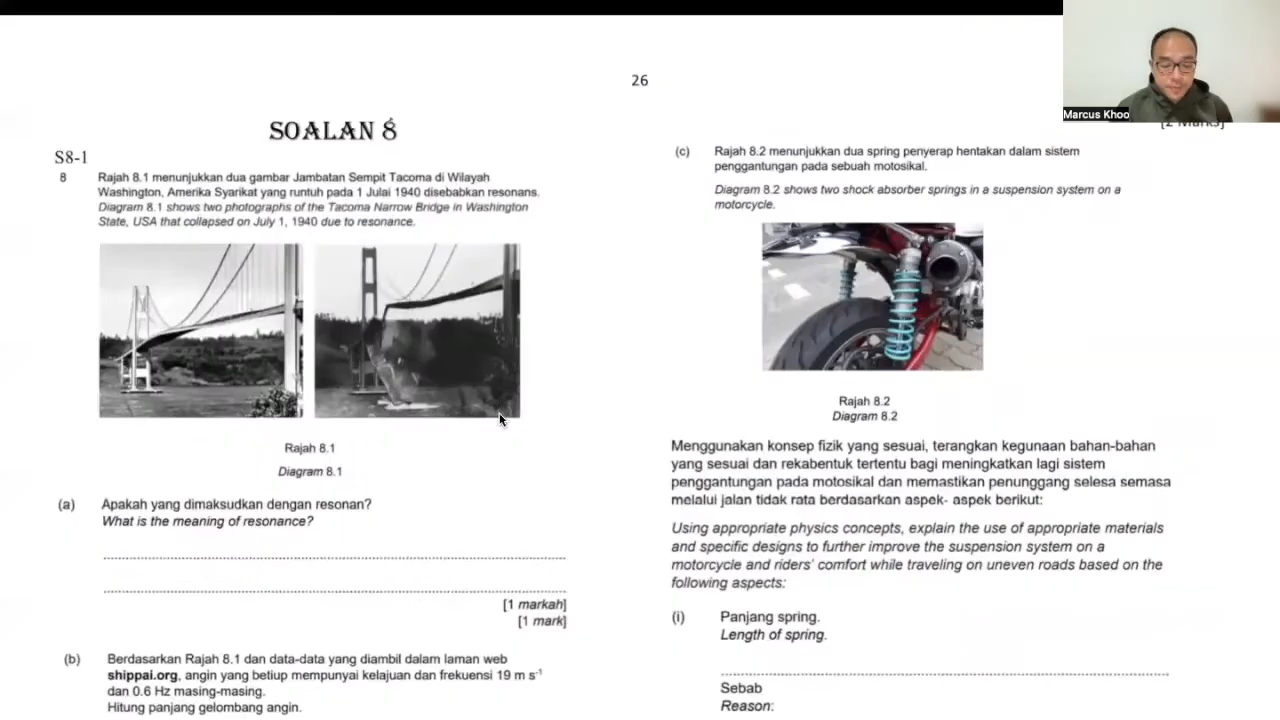 26
Marcus Khoo
SOALAN 8
S8-1
8 Rajah 8.1 menunjukkan dua gambar Jambatan Sempit Tacoma di Wilayah
Washington, Amerika Syarikat yang runtuh pada 1 Julai 1940 disebabkan resonans.
Diagram 8.1 shows two photographs of the Tacoma Narrow Bridge in Washington
State, USA that collapsed on July 1, 1940 due to resonance.
Rajah 8.1
Diagram 8.1
(a) Apakah yang dimaksudkan dengan resonan?
What is the meaning of resonance?
[1 markah]
[1 mark]
(b) Berdasarkan Rajah 8.1 dan data-data yang diambil dalam laman web
shippai.org, angin yang betiup mempunyai kelajuan dan frekuensi 19 m s⁻¹
dan 0.6 Hz masing-masing.
Hitung panjang gelombang angin.
[2 Marks]
(c) Rajah 8.2 menunjukkan dua spring penyerap hentakan dalam sistem
penggantungan pada sebuah motosikal.
Diagram 8.2 shows two shock absorber springs in a suspension system on a
motorcycle.
Rajah 8.2
Diagram 8.2
Menggunakan konsep fizik yang sesuai, terangkan kegunaan bahan-bahan
yang sesuai dan rekabentuk tertentu bagi meningkatkan lagi sistem
penggantungan pada motosikal dan memastikan penunggang selesa semasa
melalui jalan tidak rata berdasarkan aspek- aspek berikut:
Using appropriate physics concepts, explain the use of appropriate materials
and specific designs to further improve the suspension system on a
motorcycle and riders' comfort while traveling on uneven roads based on the
following aspects:
(i) Panjang spring.
Length of spring.
Sebab
Reason: